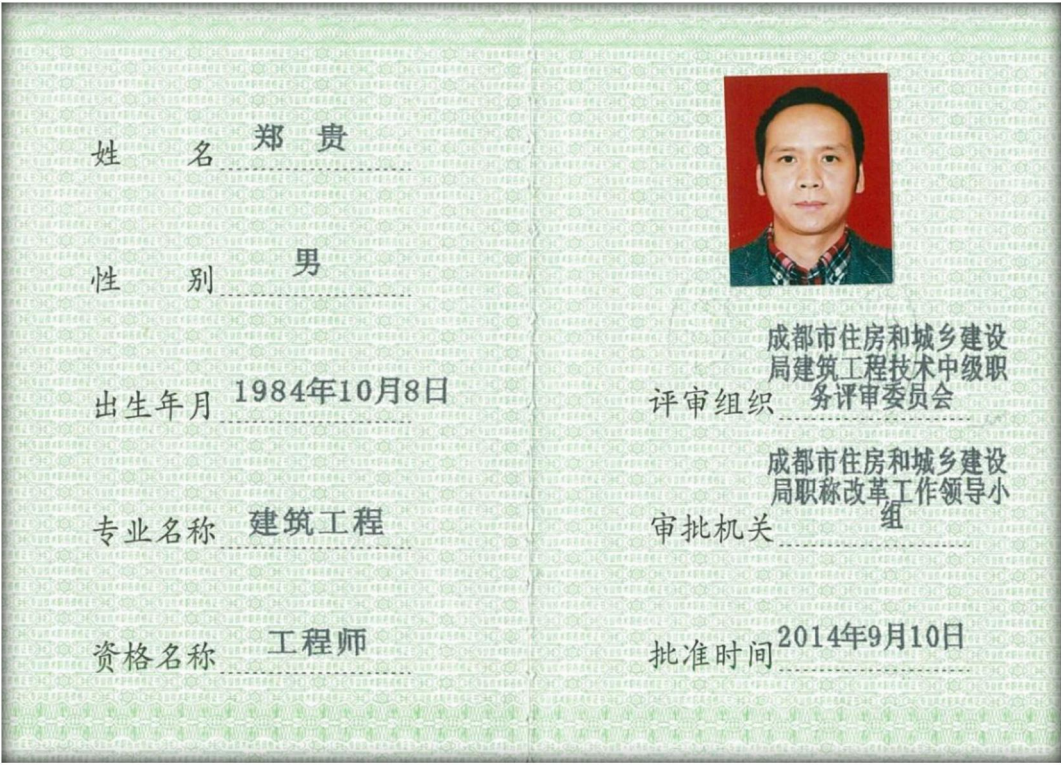 姓名 郑贵
性别 男
出生年月 1984年10月8日
专业名称 建筑工程
资格名称 工程师
成都市住房和城乡建设
局建筑工程技术中级职
评审组织 务评审委员会
成都市住房和城乡建设
局职称改革工作领导小
组
审批机关
批准时间 2014年9月10日